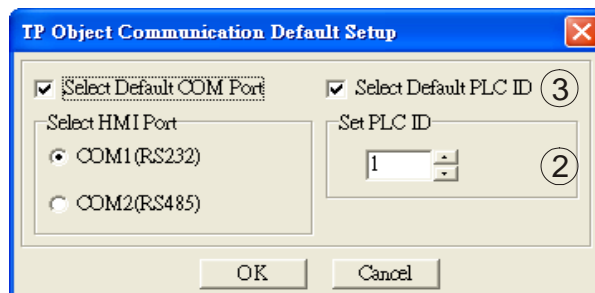 TP Object Communication Default Setup
Select Default COM Port
Select Default PLC ID
3
Select HMI Port
Set PLC ID
COM1(RS232)
1
2
COM2(RS485)
OK
Cancel